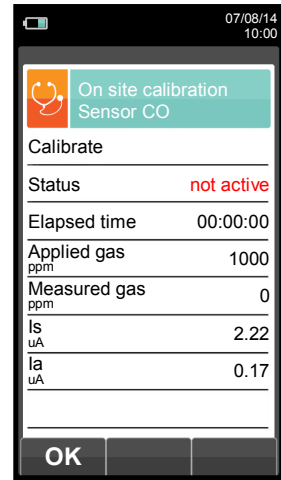 07/08/14
10:00
On site calibration
Sensor CO
Calibrate
Status not active
Elapsed time 00:00:00
Applied gas 1000
ppm
Measured gas 0
ppm
Is 2.22
uA
Ia 0.17
uA
OK